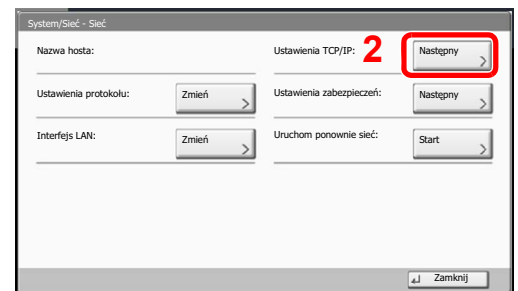 System/Sieć - Sieć
Nazwa hosta:
Ustawienia TCP/IP: 2 Następny
Ustawienia protokołu: Zmień
Ustawienia zabezpieczeń: Następny
Interfejs LAN: Zmień
Uruchom ponownie sieć: Start
Zamknij